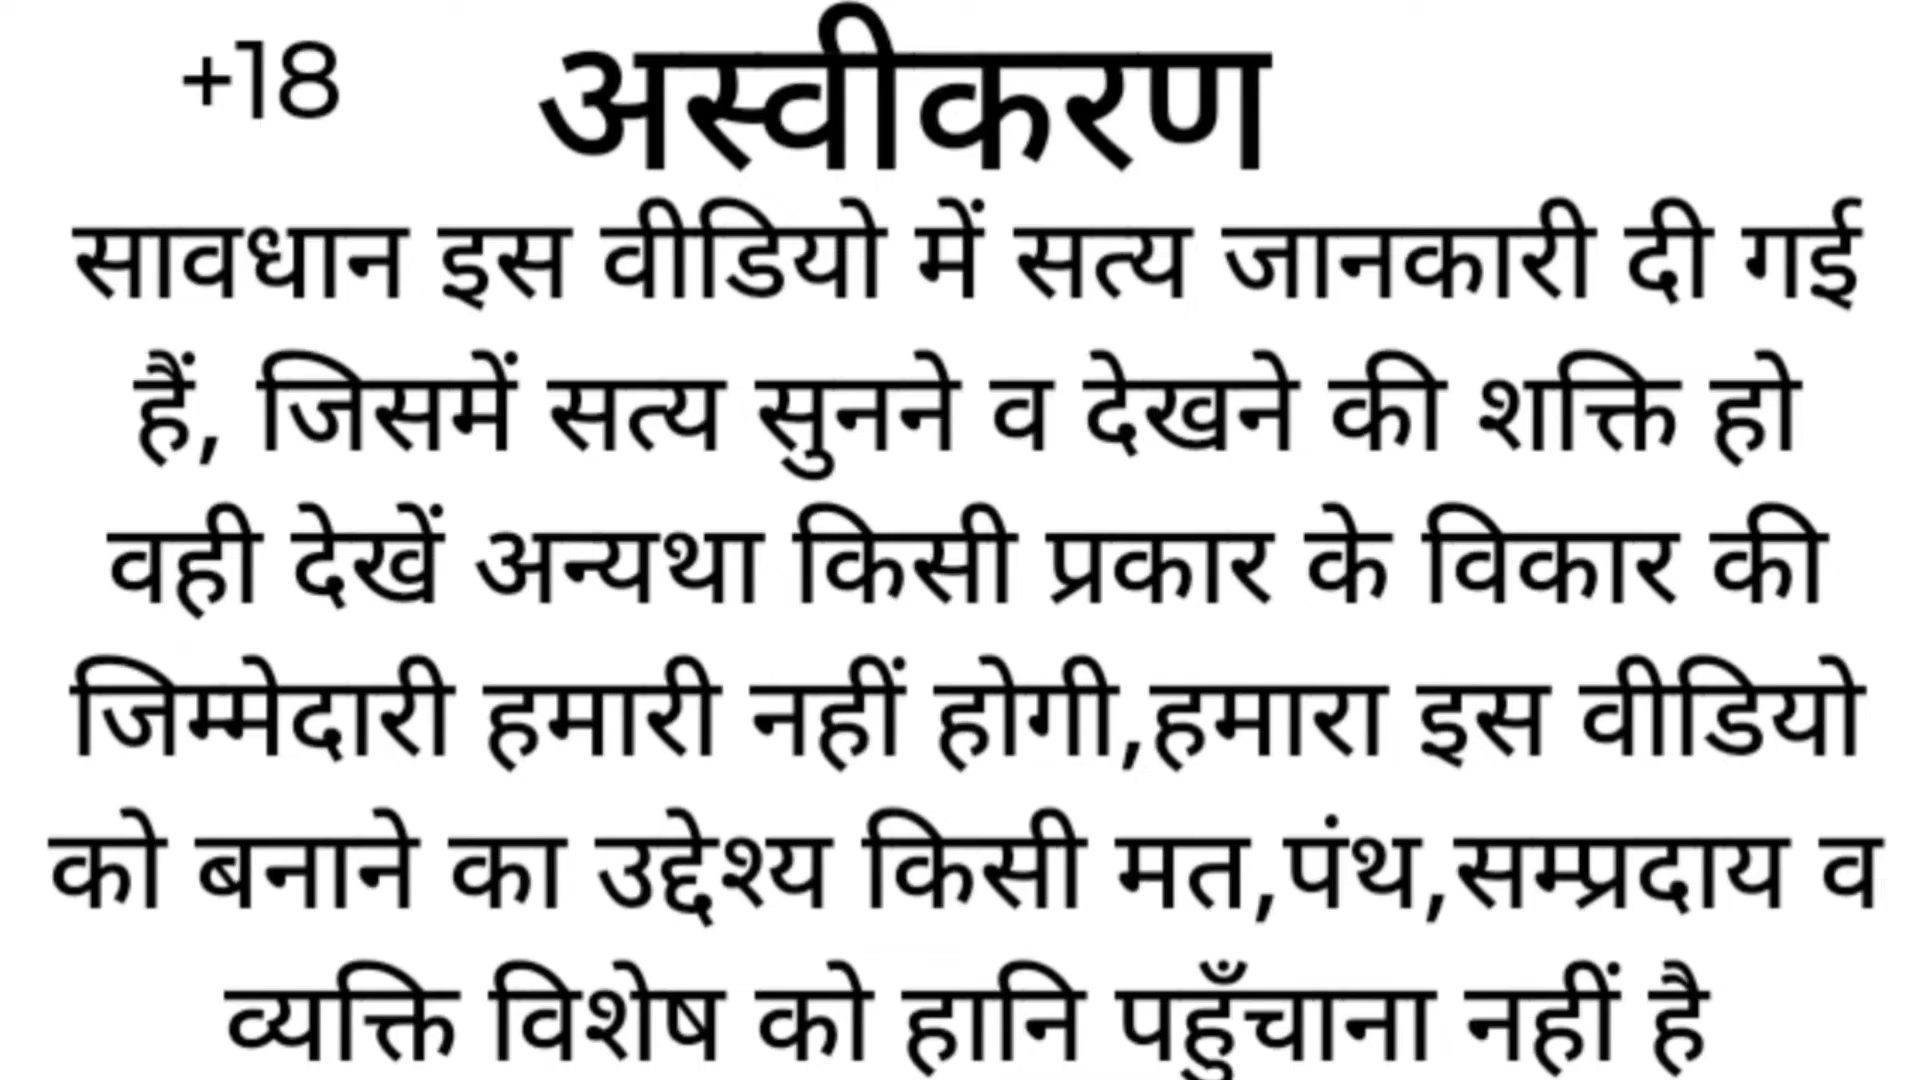 +18 अस्वीकरण
सावधान इस वीडियो में सत्य जानकारी दी गई
हैं, जिसमें सत्य सुनने व देखने की शक्ति हो
वही देखें अन्यथा किसी प्रकार के विकार की
जिम्मेदारी हमारी नहीं होगी,हमारा इस वीडियो
को बनाने का उद्देश्य किसी मत,पंथ,सम्प्रदाय व
व्यक्ति विशेष को हानि पहुँचाना नहीं है